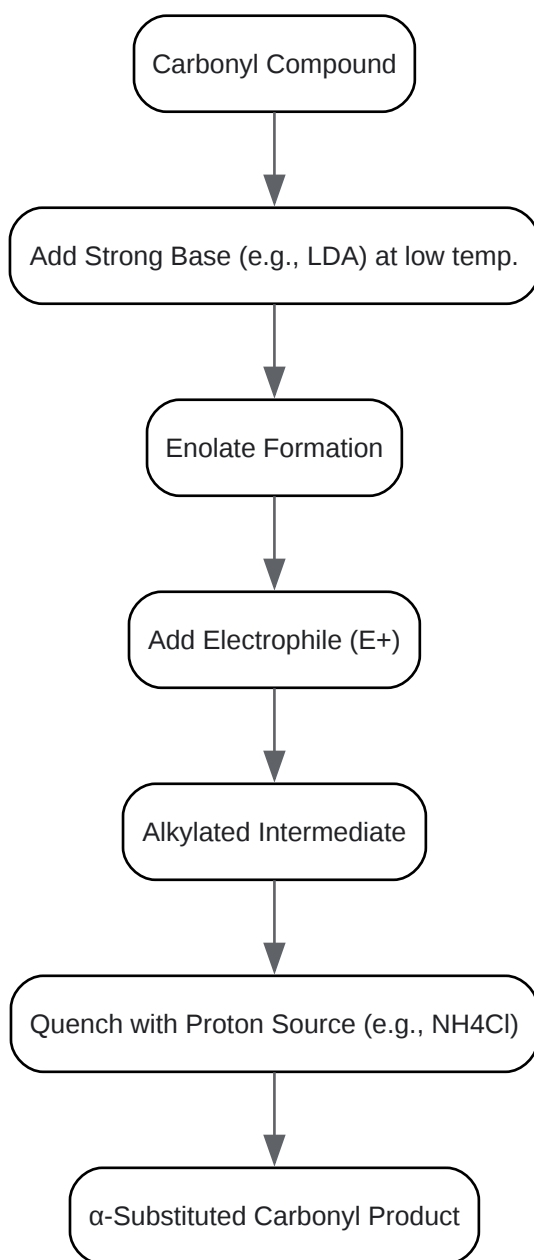 Carbonyl Compound
Add Strong Base (e.g., LDA) at low temp.
Enolate Formation
Add Electrophile (E+)
Alkylated Intermediate
Quench with Proton Source (e.g., NH4Cl)
α-Substituted Carbonyl Product